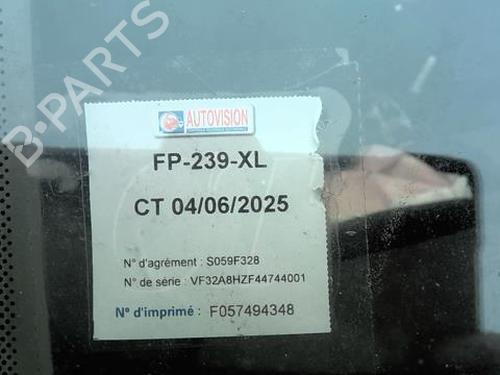 B-PARTS
AUTOVISION
FP-239-XL
CT 04/06/2025
N° d'agrément : S059F328
N° de série : VF32A8HZF44744001
N° d'imprimé : F057494348